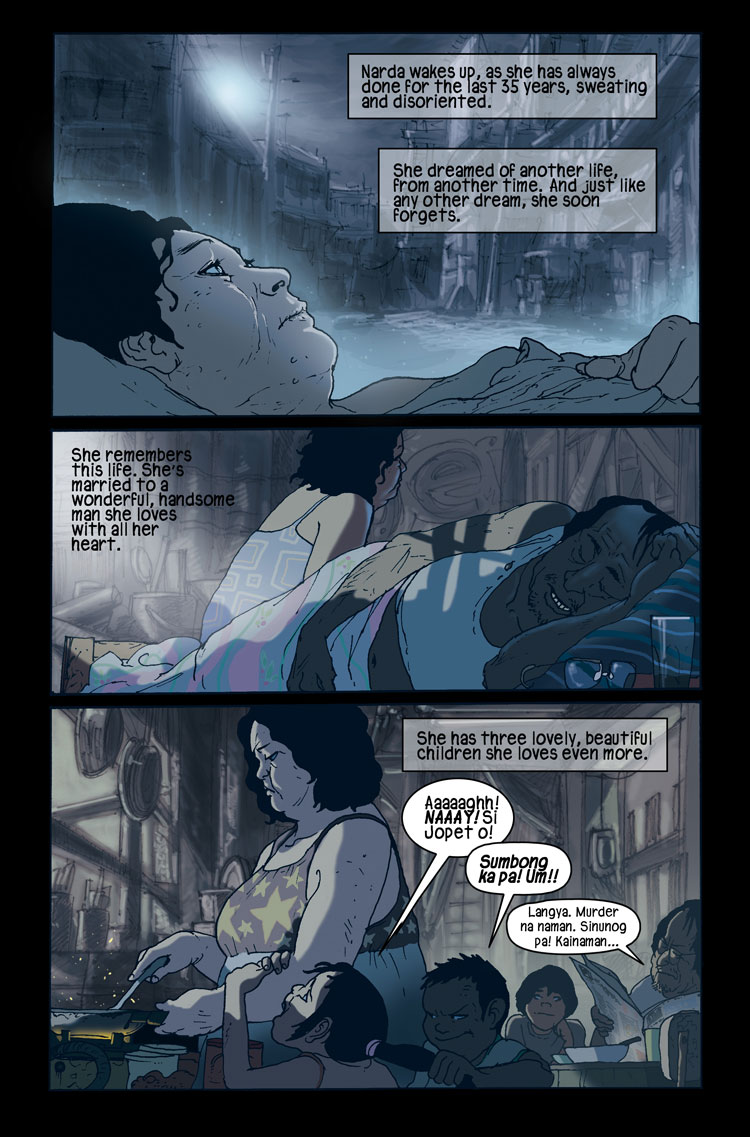 Narda wakes up, as she has always
done for the last 35 years, sweating
and disoriented.
She dreamed of another life,
from another time. And just like
any other dream, she soon
forgets.
She remembers
this life. She's
married to a
wonderful, handsome
man she loves
with all her
heart.
She has three lovely, beautiful
children she loves even more.
Aaaaaghh!
NAAAY! Si
Jopet o!
Sumbong
ka pa! Um!!
Langya. Murder
na naman. Sinunog
pa! Kainaman...